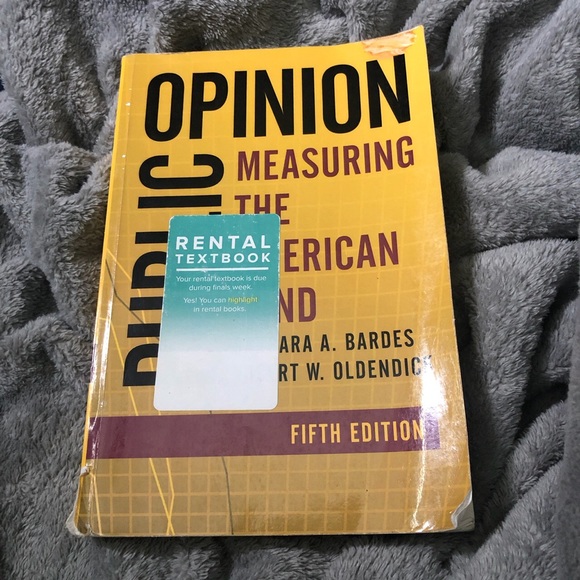 PUBLIC
OPINION
MEASURING
THE
ERICAN
ND
ARA A. BARDES
RT W. OLDENDICK
FIFTH EDITION
RENTAL
TEXTBOOK
Your rental textbook is due
during finals week.
Yes! You can highlight
in rental books.